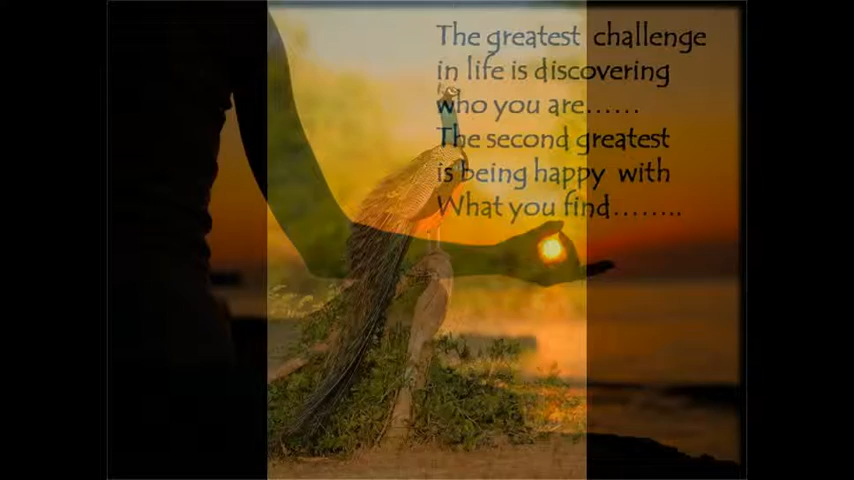 The greatest challenge
in life is discovering
who you are......
The second greatest
is being happy with
What you find........